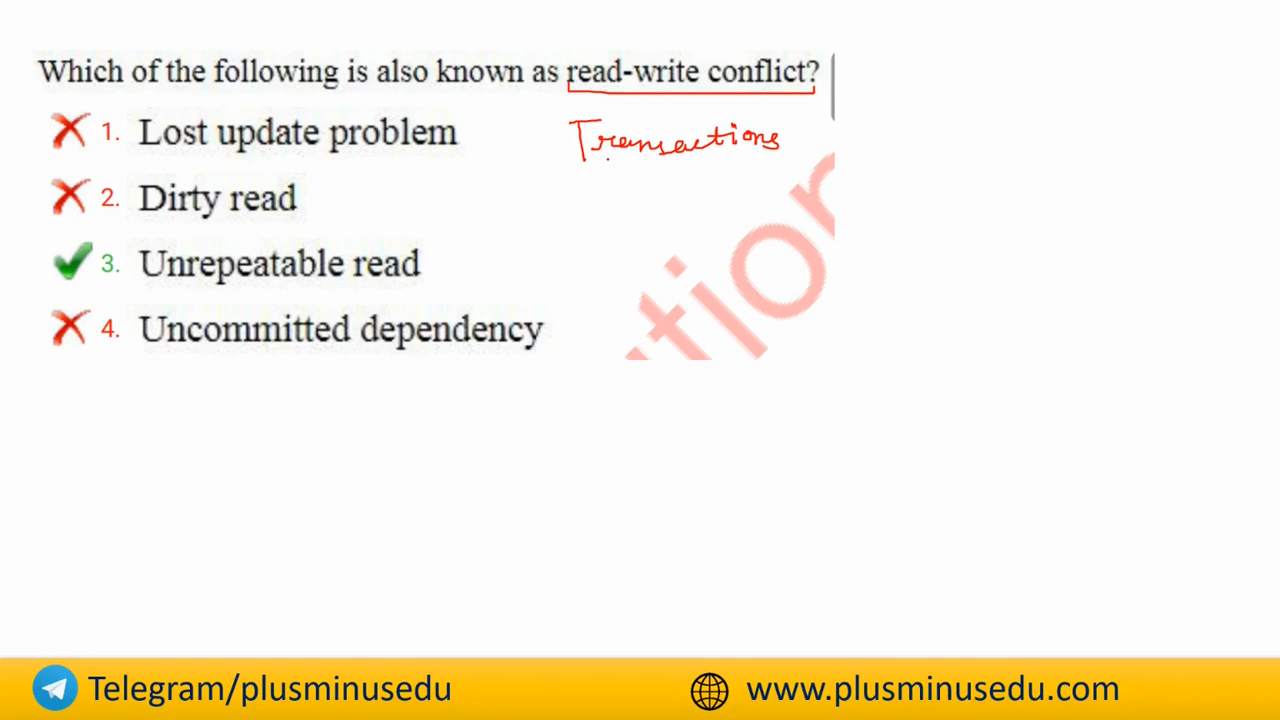 Which of the following is also known as read-write conflict?
1. Lost update problem
Transactions
2. Dirty read
3. Unrepeatable read
4. Uncommitted dependency
tion
Telegram/plusminusedu
www.plusminusedu.com